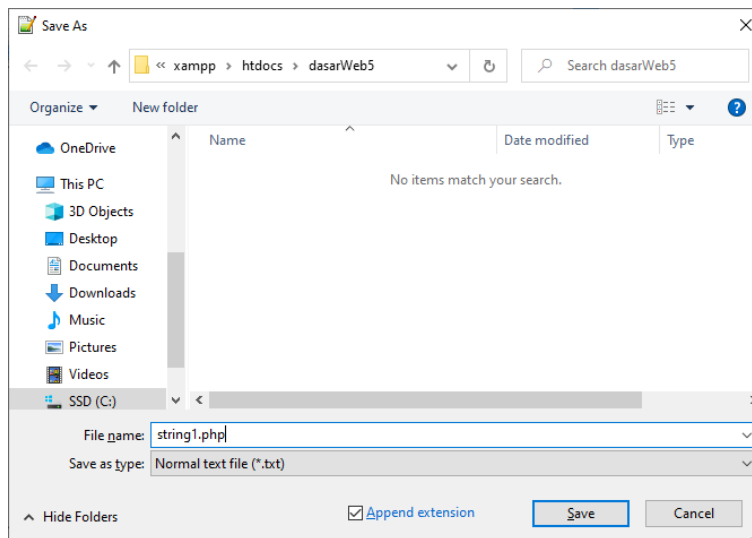 Save As
« xampp › htdocs › dasarWeb5
Search dasarWeb5
Organize
New folder
Name
Date modified
Type
No items match your search.
OneDrive
This PC
3D Objects
Desktop
Documents
Downloads
Music
Pictures
Videos
SSD (C:)
File name: string1.php
Save as type: Normal text file (*.txt)
Hide Folders
Append extension
Save
Cancel